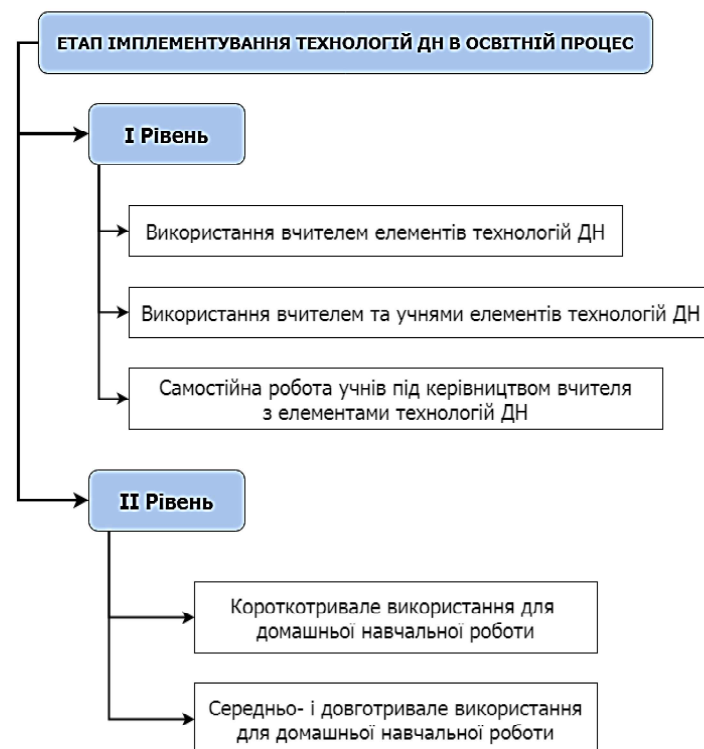 ЕТАП ІМПЛЕМЕНТУВАННЯ ТЕХНОЛОГІЙ ДН В ОСВІТНІЙ ПРОЦЕС
І Рівень
Використання вчителем елементів технологій ДН
Використання вчителем та учнями елементів технологій ДН
Самостійна робота учнів під керівництвом вчителя
з елементами технологій ДН
ІІ Рівень
Короткотривале використання для
домашньої навчальної роботи
Середньо- і довготривале використання
для домашньої навчальної роботи